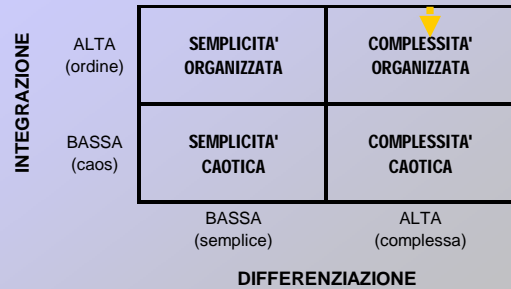 INTEGRAZIONE
ALTA
(ordine)
SEMPLICITA'
ORGANIZZATA
COMPLESSITA'
ORGANIZZATA
BASSA
(caos)
SEMPLICITA'
CAOTICA
COMPLESSITA'
CAOTICA
BASSA
(semplice)
ALTA
(complessa)
DIFFERENZIAZIONE